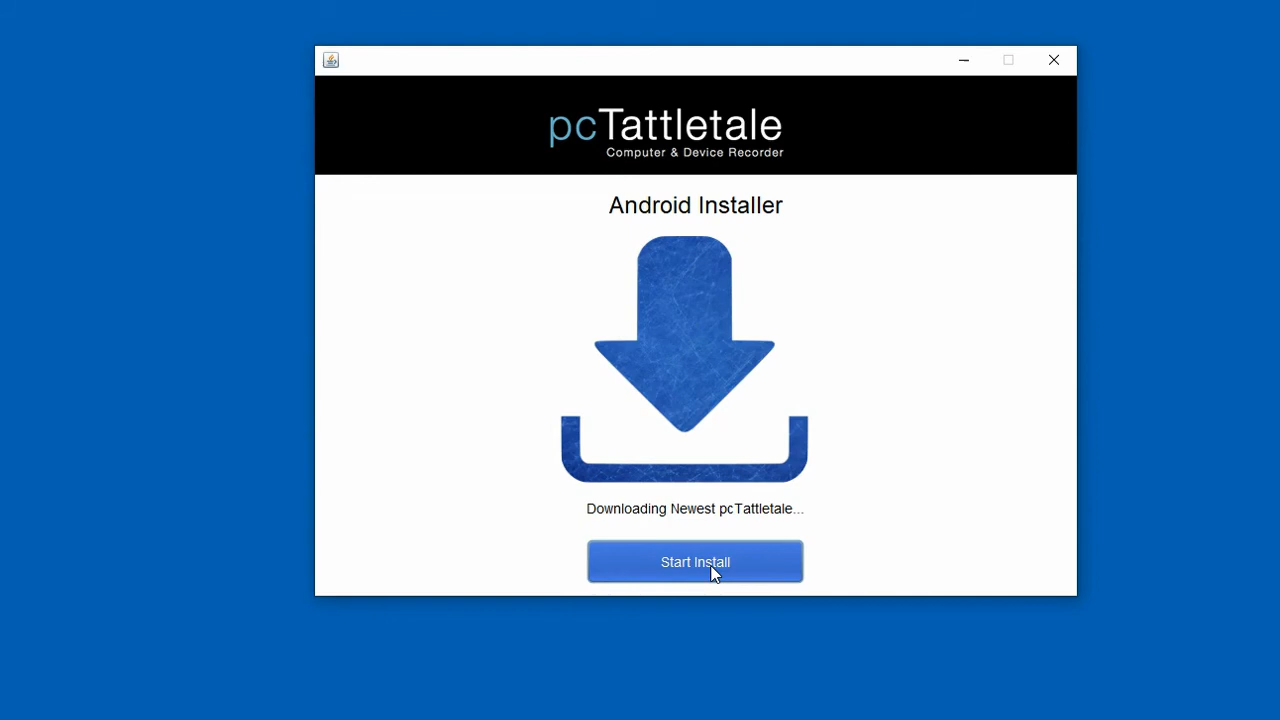 pcTattletale
Computer & Device Recorder
Android Installer
Downloading Newest pcTattletale...
Start Install